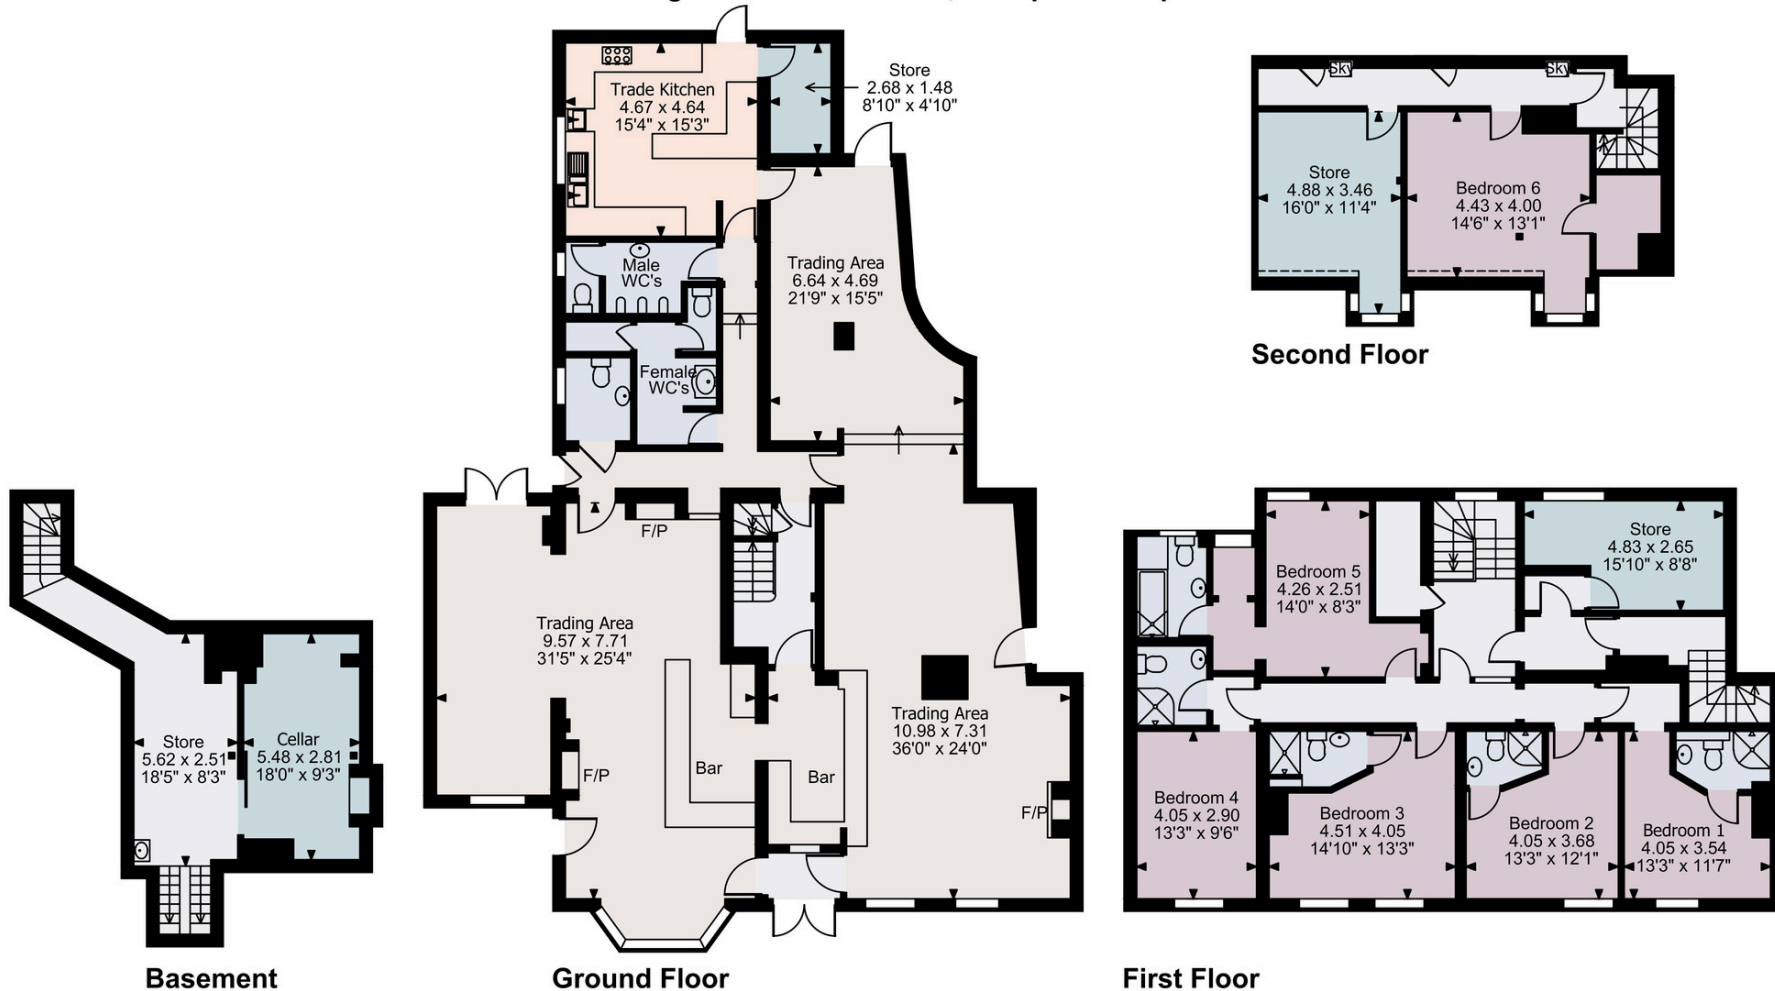 Trade Kitchen
4.67 x 4.64
15'4" x 15'3"
Store
2.68 x 1.48
8'10" x 4'10"
Male
WC's
Female
WC's
Trading Area
6.64 x 4.69
21'9" x 15'5"
F/P
Trading Area
9.57 x 7.71
31'5" x 25'4"
F/P
Bar
Bar
Trading Area
10.98 x 7.31
36'0" x 24'0"
F/P
Ground Floor
Store
5.62 x 2.51
18'5" x 8'3"
Cellar
5.48 x 2.81
18'0" x 9'3"
Basement
Sky
Sky
Store
4.88 x 3.46
16'0" x 11'4"
Bedroom 6
4.43 x 4.00
14'6" x 13'1"
Second Floor
Bedroom 5
4.26 x 2.51
14'0" x 8'3"
Store
4.83 x 2.65
15'10" x 8'8"
Bedroom 4
4.05 x 2.90
13'3" x 9'6"
Bedroom 3
4.51 x 4.05
14'10" x 13'3"
Bedroom 2
4.05 x 3.68
13'3" x 12'1"
Bedroom 1
4.05 x 3.54
13'3" x 11'7"
First Floor